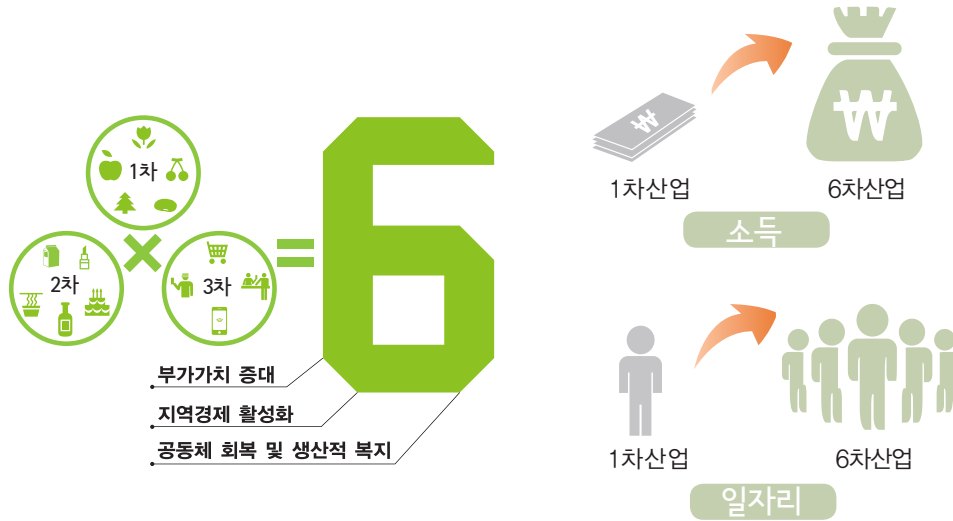 1차
2차
3차
6
부가가치 증대
지역경제 활성화
공동체 회복 및 생산적 복지
₩
₩
1차산업
6차산업
소득
1차산업
6차산업
일자리